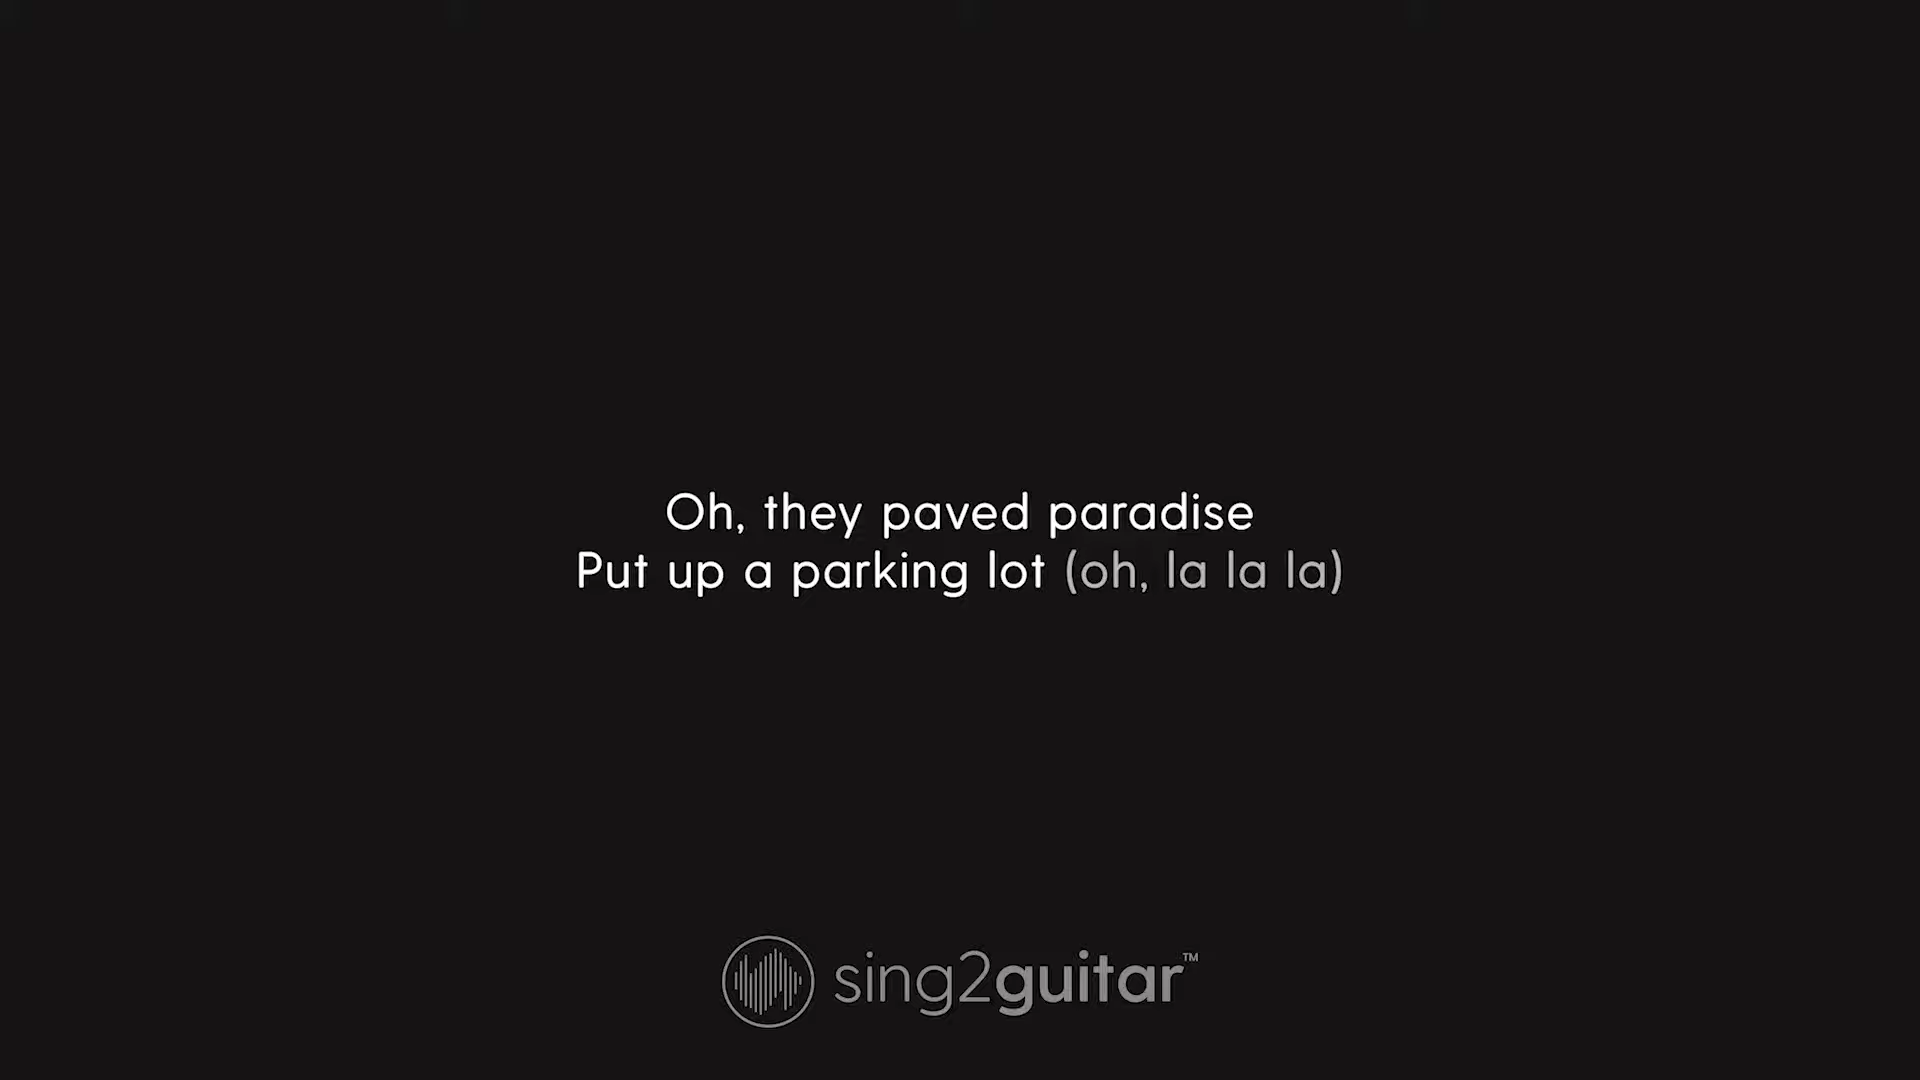 Oh, they paved paradise
Put up a parking lot (oh, la la la)
sing2guitar™